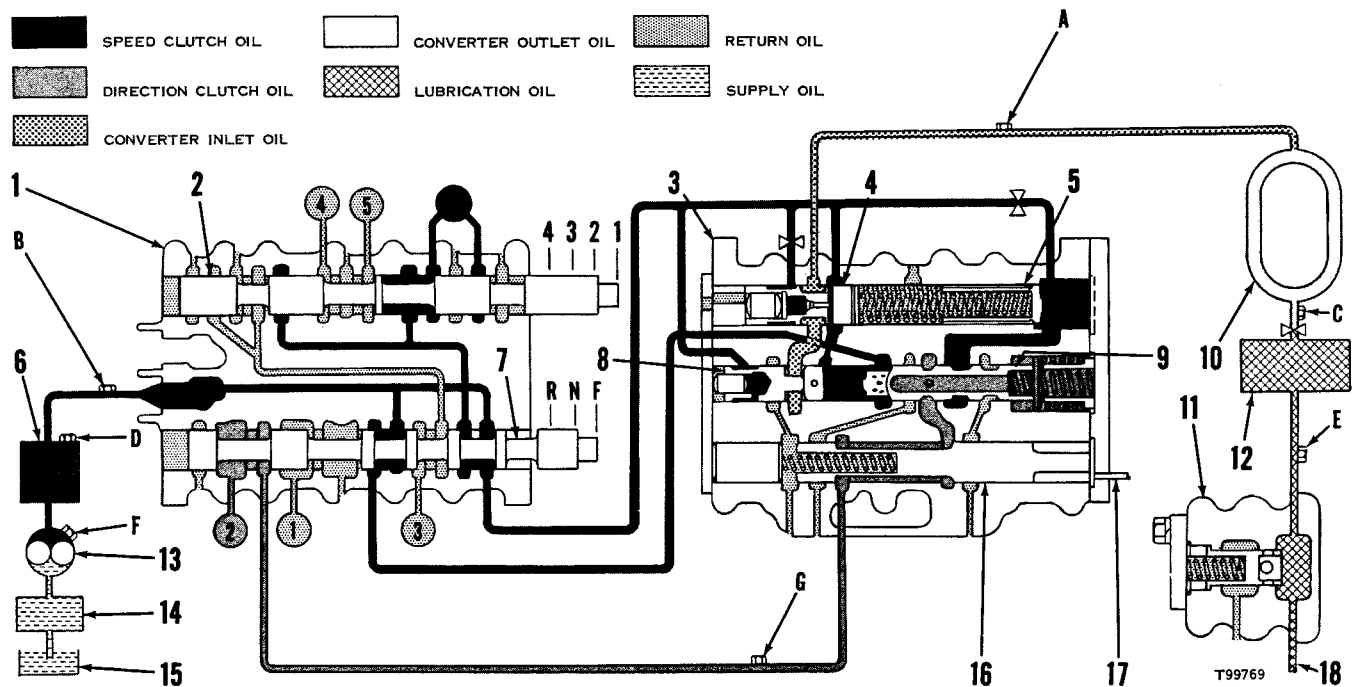 SPEED CLUTCH OIL
CONVERTER OUTLET OIL
RETURN OIL
DIRECTION CLUTCH OIL
LUBRICATION OIL
SUPPLY OIL
CONVERTER INLET OIL
A
1
2
3
4
5
4
5
4 3 2 1
B
C
6
D
8
9
10
7
R N F
11
12
E
F
2
1
3
13
G
14
15
16
17
T99769
18